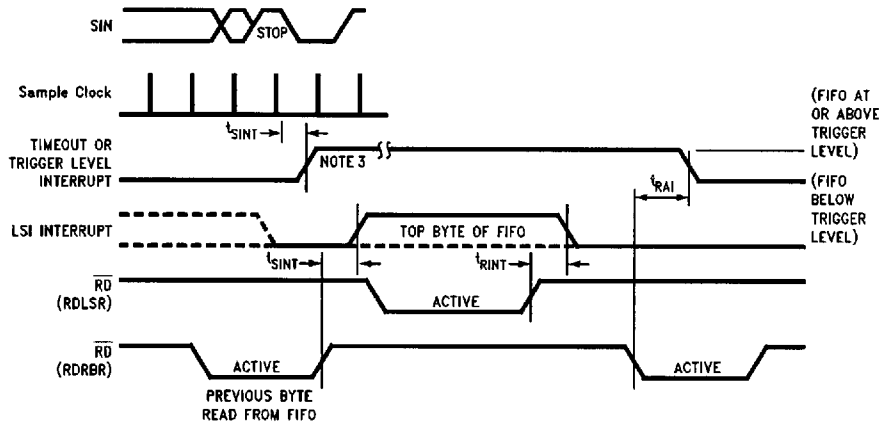 SIN
STOP
Sample Clock
tSINT
(FIFO AT
OR ABOVE
TRIGGER
LEVEL)
TIMEOUT OR
TRIGGER LEVEL
INTERRUPT
NOTE 3
tRAI
(FIFO
BELOW
TRIGGER
LEVEL)
LSI INTERRUPT
TOP BYTE OF FIFO
tSINT
tRINT
RD
(RDLSR)
ACTIVE
RD
(RDRBR)
ACTIVE
ACTIVE
PREVIOUS BYTE
READ FROM FIFO